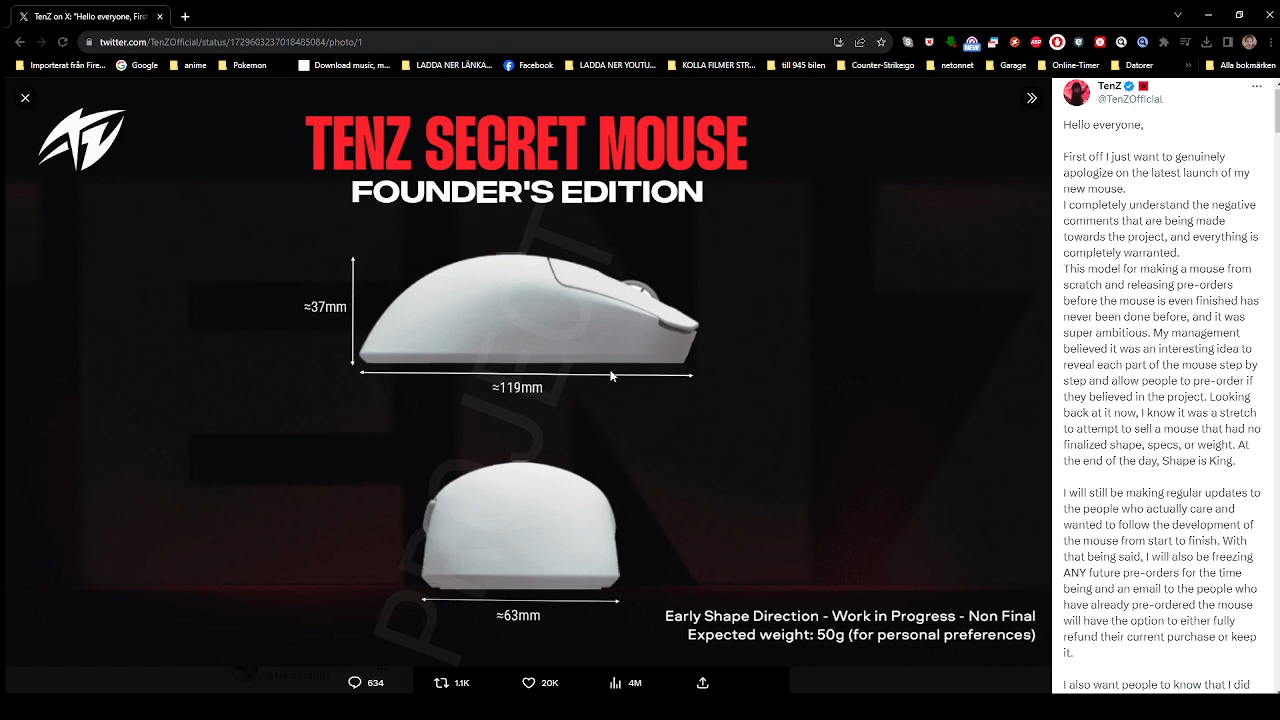 TenZ on X: "Hello everyone, First
twitter.com/TenZOfficial/status/1729603237018485084/photo/1
NEW
ABP
Importerat från Fire...
Google
anime
Pokemon
Download music, m...
LADDA NER LÄNKA...
Facebook
LADDA NER YOUTU...
KOLLA FILMER STR...
till 945 bilen
Counter-Strike:go
netonnet
Garage
Online-Timer
Datorer
Alla bokmärken
TENZ SECRET MOUSE
FOUNDER'S EDITION
≈37mm
≈119mm
≈63mm
PROJECT
Early Shape Direction - Work in Progress - Non Final
Expected weight: 50g (for personal preferences)
634
1.1K
20K
4M
TenZ
@TenZOfficial
Hello everyone,
First off I just want to genuinely
apologize on the latest launch of my
new mouse.
I completely understand the negative
comments that are being made
towards the project, and everything is
completely warranted.
This model for making a mouse from
scratch and releasing pre-orders
before the mouse is even finished has
never been done before, and it was
super ambitious. My management
believed it was an interesting idea to
reveal each part of the mouse step by
step and allow people to pre-order if
they believed in the project. Looking
back at it now, I know it was a stretch
to attempt to sell a mouse that had no
finalized shape, specs, or weight. At
the end of the day, Shape is King.
I will still be making regular updates to
the people who actually care and
wanted to follow the development of
the mouse from start to finish. With
that being said, I will also be freezing
ANY future pre-orders for the time
being and an email to the people who
have already pre-ordered the mouse
will have the option to either fully
refund their current purchase or keep
it.
I also want people to know that I did